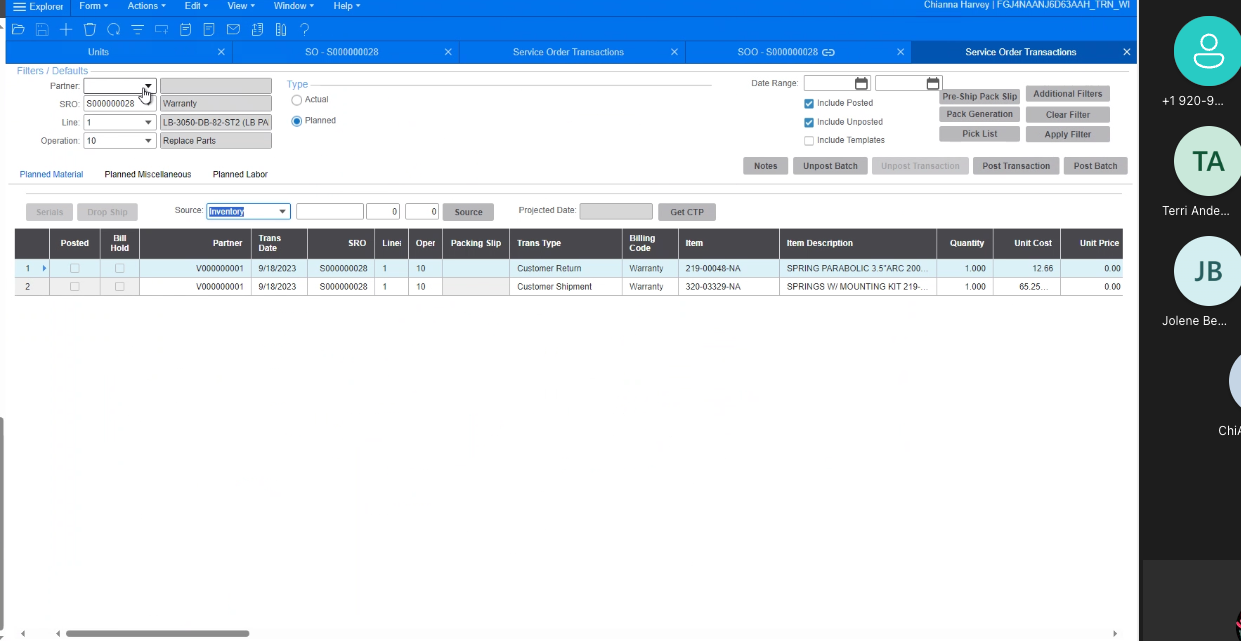 Explorer Form Actions Edit View Window Help
Chianna Harvey | FGJ4NAANJ6D63AAH_TRN_WI
Units SO - S000000028 Service Order Transactions SOO - S000000028 Service Order Transactions
Filters / Defaults
Partner:
SRO: S000000028 Warranty
Line: 1 LB-3050-DB-82-ST2 (LB PA
Operation: 10 Replace Parts
Type
Actual
Planned
Date Range:
Include Posted
Include Unposted
Include Templates
Pre-Ship Pack Slip Additional Filters
Pack Generation Clear Filter
Pick List Apply Filter
Notes Unpost Batch Unpost Transaction Post Transaction Post Batch
Planned Material Planned Miscellaneous Planned Labor
Serials Drop Ship Source: Inventory 0 0 Source Projected Date: Get CTP
Posted Bill Hold Partner Trans Date SRO Line Oper Packing Slip Trans Type Billing Code Item Item Description Quantity Unit Cost Unit Price
1 V000000001 9/18/2023 S000000028 1 10 Customer Return Warranty 219-00048-NA SPRING PARABOLIC 3.5"ARC 200... 1.000 12.66 0.00
2 V000000001 9/18/2023 S000000028 1 10 Customer Shipment Warranty 320-03329-NA SPRINGS W/ MOUNTING KIT 219-... 1.000 65.25... 0.00
+1 920-9...
TA
Terri Ande...
JB
Jolene Be...
ChiA